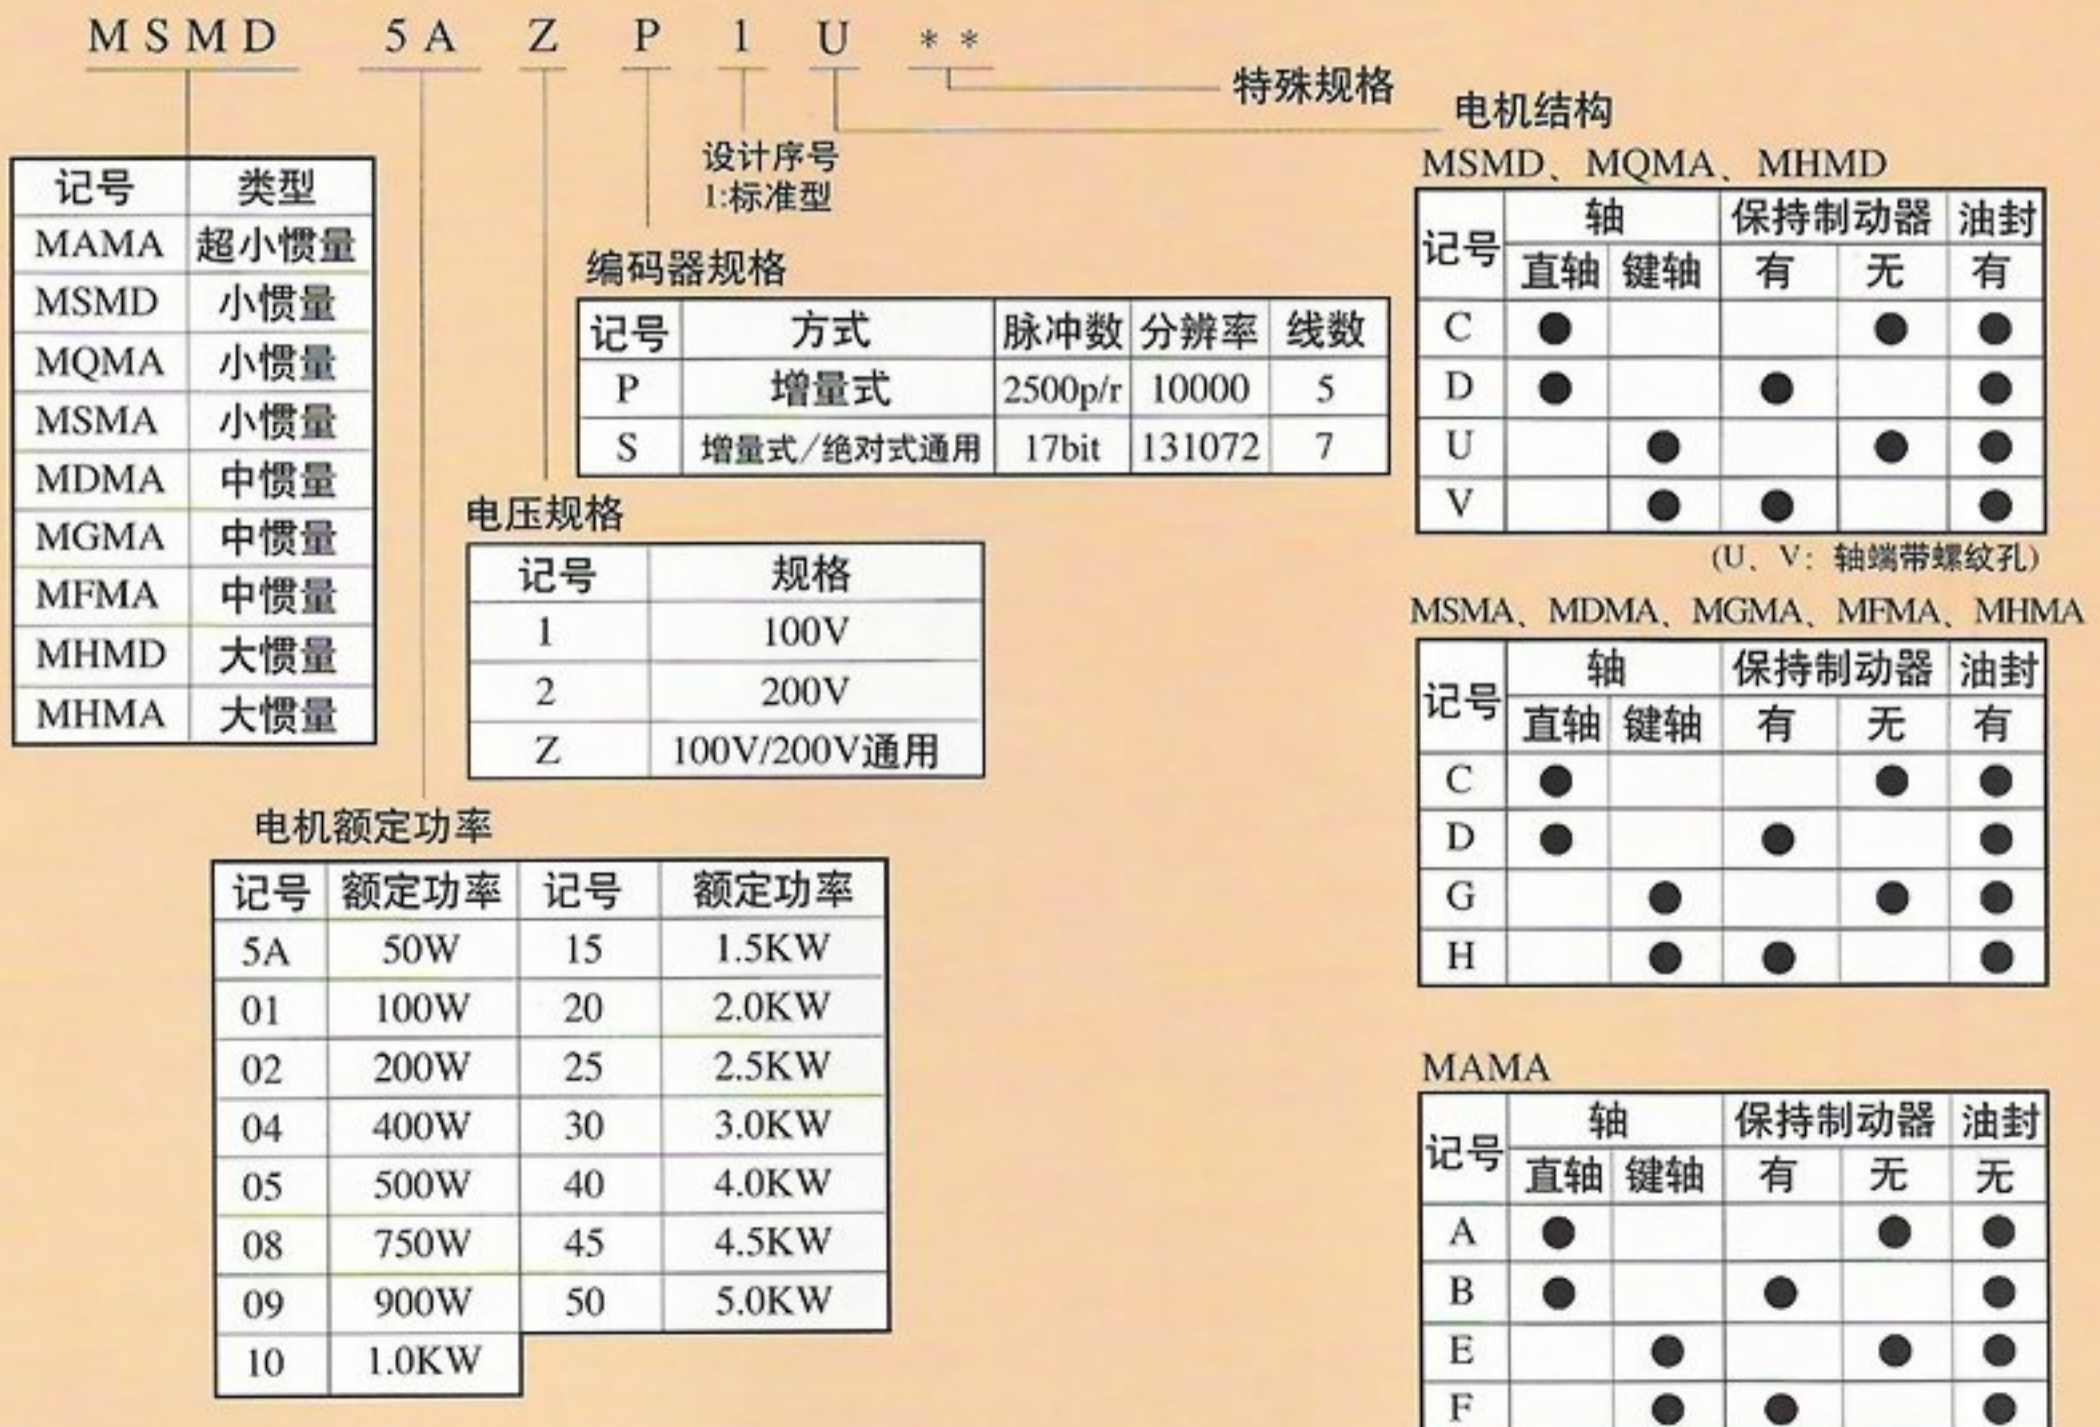 MSMD 5A Z P 1 U **
特殊规格
电机结构
设计序号
1:标准型
记号 类型
MAMA 超小惯量
MSMD 小惯量
MQMA 小惯量
MSMA 小惯量
MDMA 中惯量
MGMA 中惯量
MFMA 中惯量
MHMD 大惯量
MHMA 大惯量
编码器规格
记号 方式 脉冲数 分辨率 线数
P 增量式 2500p/r 10000 5
S 增量式/绝对式通用 17bit 131072 7
电压规格
记号 规格
1 100V
2 200V
Z 100V/200V通用
电机额定功率
记号 额定功率 记号 额定功率
5A 50W 15 1.5KW
01 100W 20 2.0KW
02 200W 25 2.5KW
04 400W 30 3.0KW
05 500W 40 4.0KW
08 750W 45 4.5KW
09 900W 50 5.0KW
10 1.0KW
MSMD、MQMA、MHMD
记号 轴 保持制动器 油封
直轴 键轴 有 无 有
C ● ● ●
D ● ● ●
U ● ● ●
V ● ● ●
(U、V: 轴端带螺纹孔)
MSMA、MDMA、MGMA、MFMA、MHMA
记号 轴 保持制动器 油封
直轴 键轴 有 无 有
C ● ● ●
D ● ● ●
G ● ● ●
H ● ● ●
MAMA
记号 轴 保持制动器 油封
直轴 键轴 有 无 无
A ● ● ●
B ● ● ●
E ● ● ●
F ● ● ●